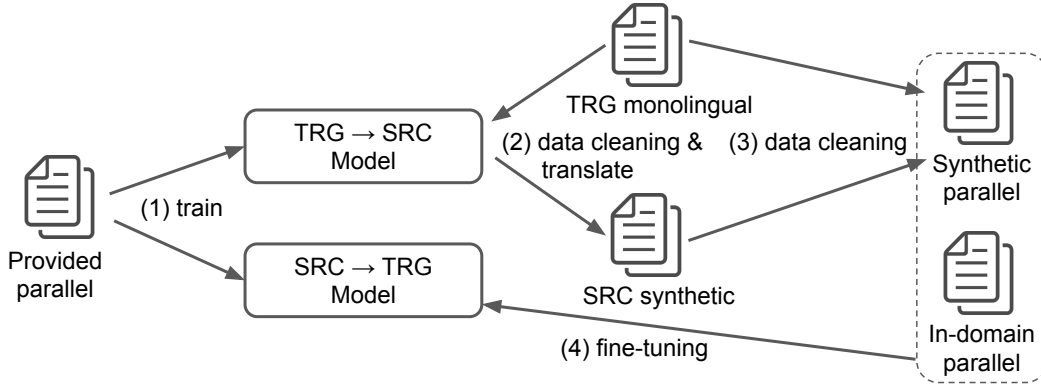 TRG monolingual
TRG → SRC
Model
(2) data cleaning &
translate
(3) data cleaning
Synthetic
parallel
(1) train
Provided
parallel
SRC → TRG
Model
SRC synthetic
In-domain
parallel
(4) fine-tuning